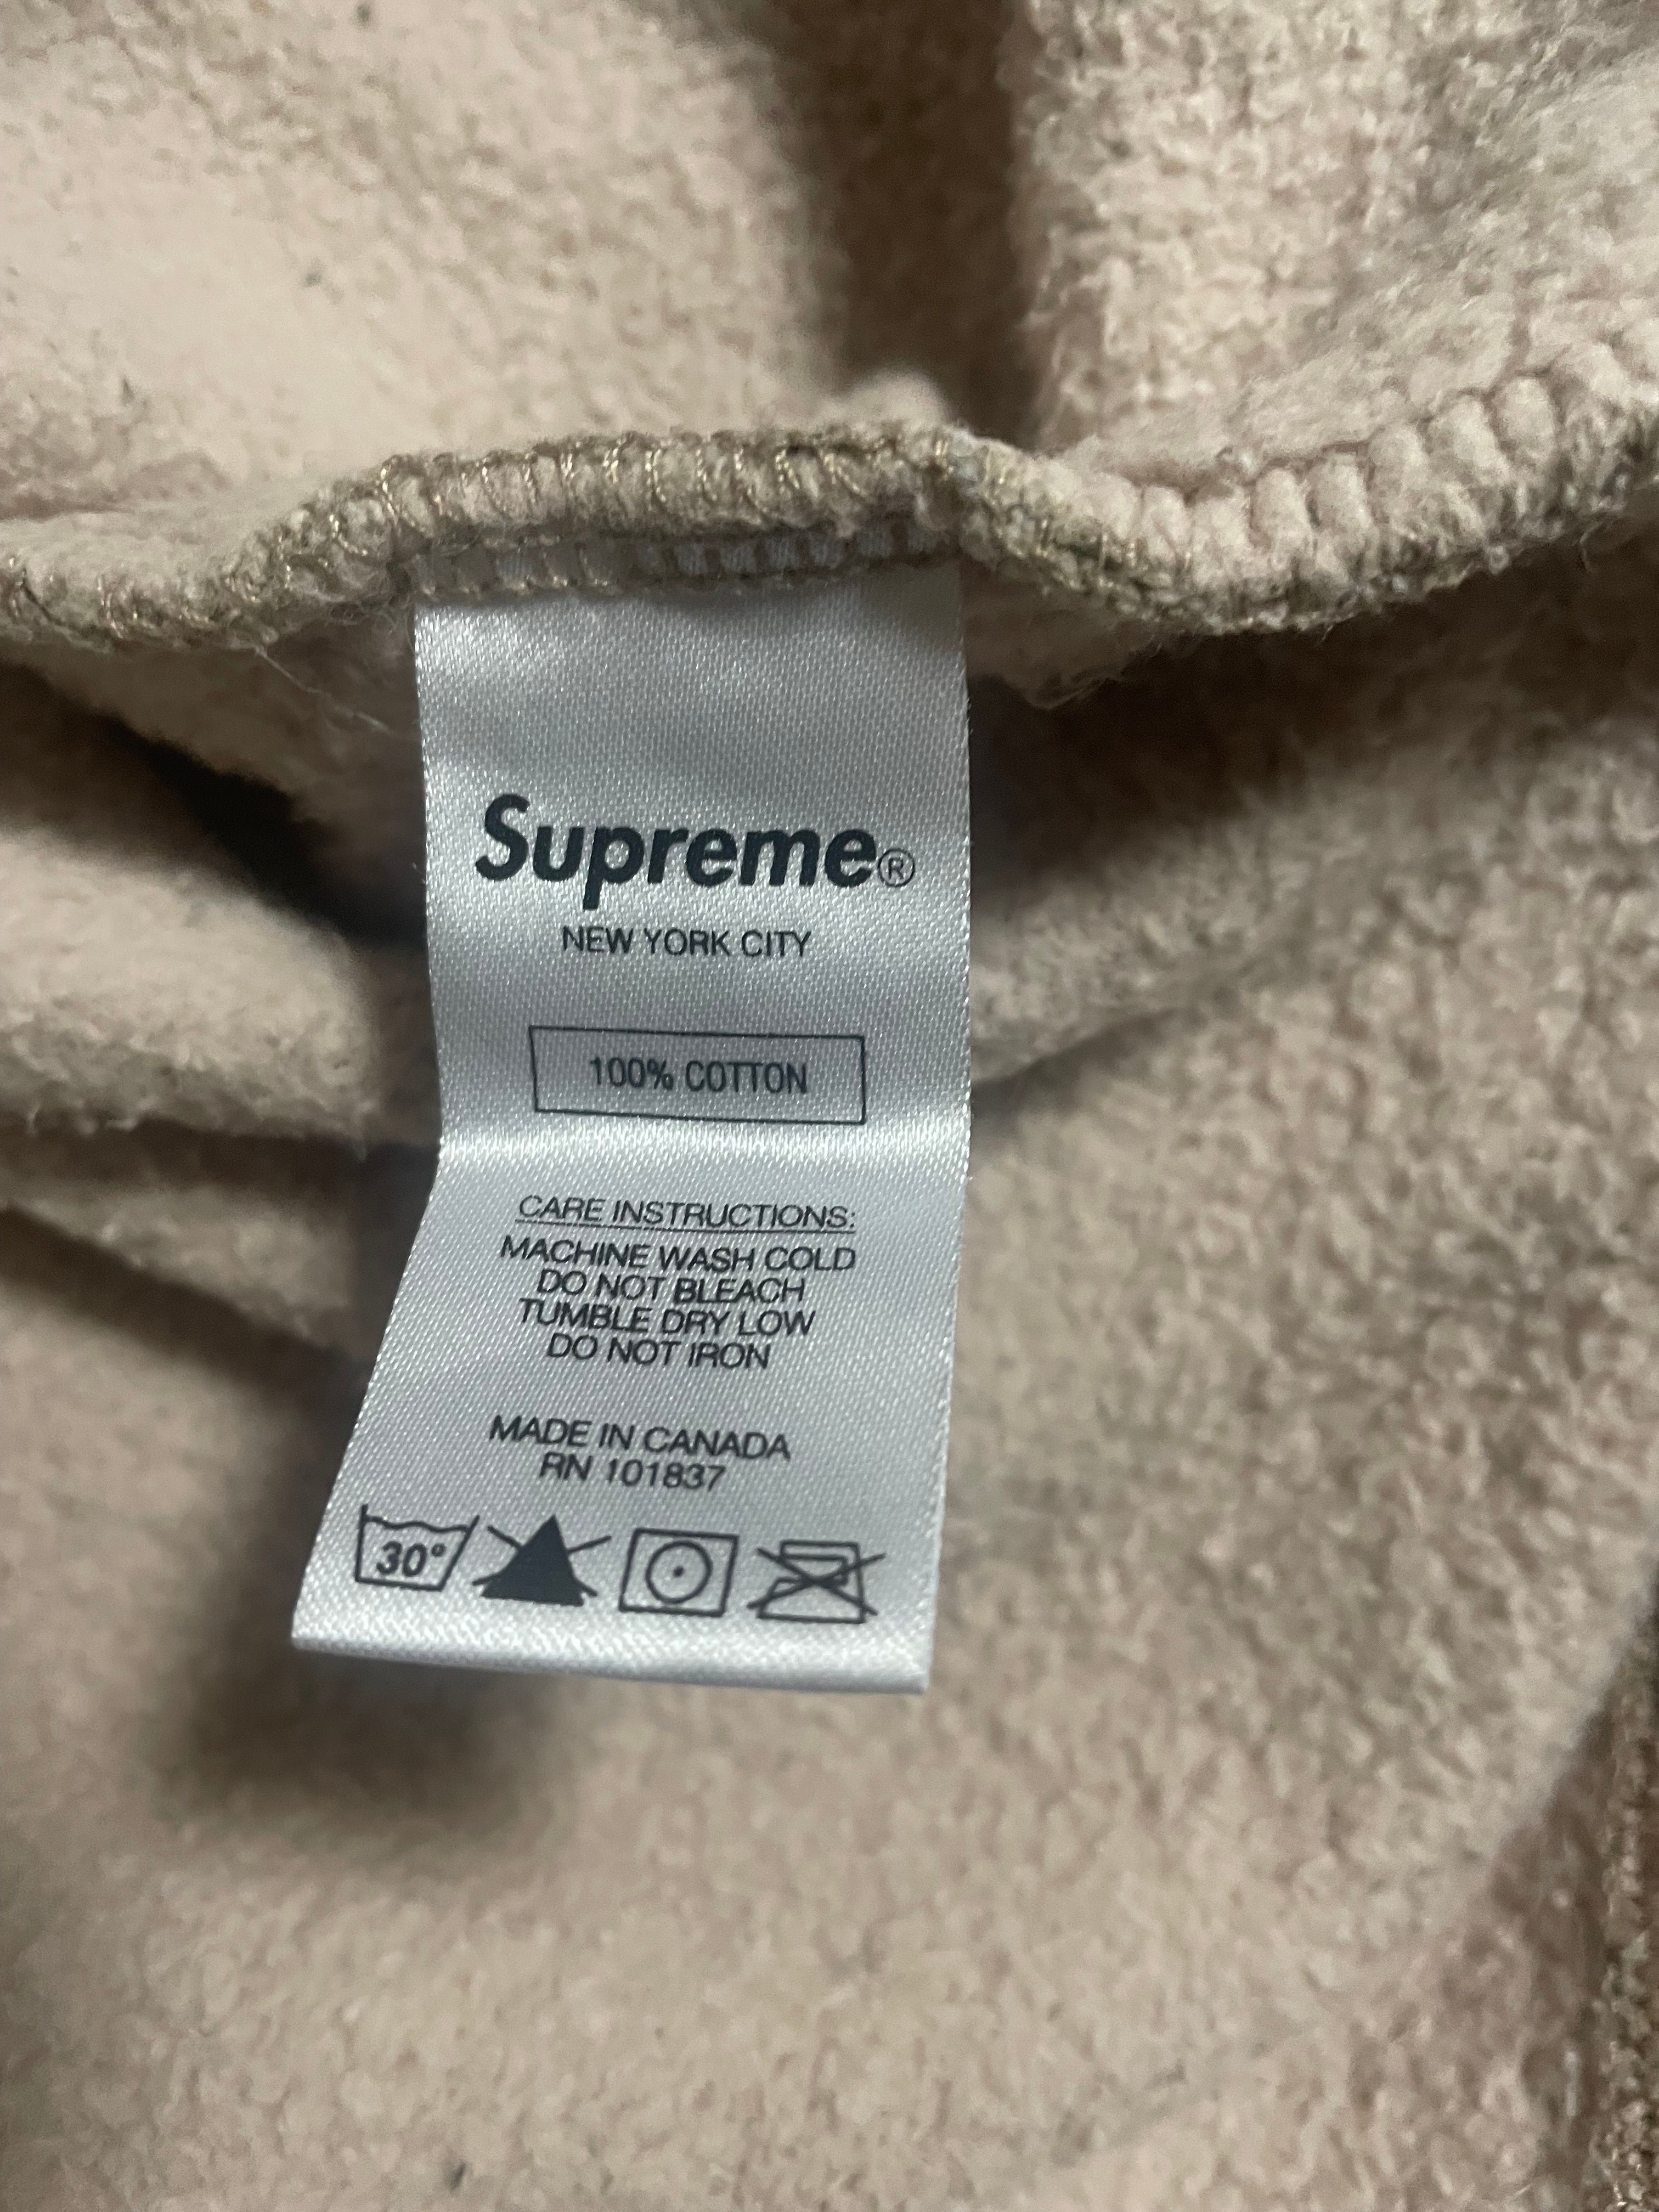 Supreme®
NEW YORK CITY
100% COTTON
CARE INSTRUCTIONS:
MACHINE WASH COLD
DO NOT BLEACH
TUMBLE DRY LOW
DO NOT IRON
MADE IN CANADA
RN 101837
30°